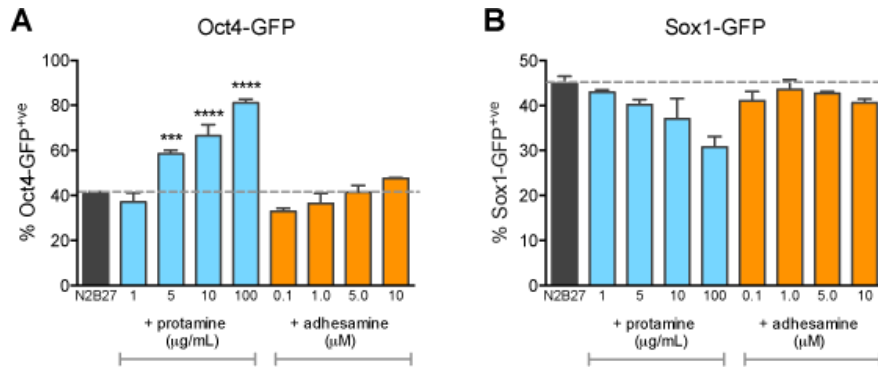 A
Oct4-GFP
% Oct4-GFP+ve
100
80
60
40
20
0
***
****
****
N2B27 1 5 10 100 0.1 1.0 5.0 10
+ protamine + adhesamine
(µg/mL) (µM)
B
Sox1-GFP
% Sox1-GFP+ve
50
40
30
20
10
0
N2B27 1 5 10 100 0.1 1.0 5.0 10
+ protamine + adhesamine
(µg/mL) (µM)